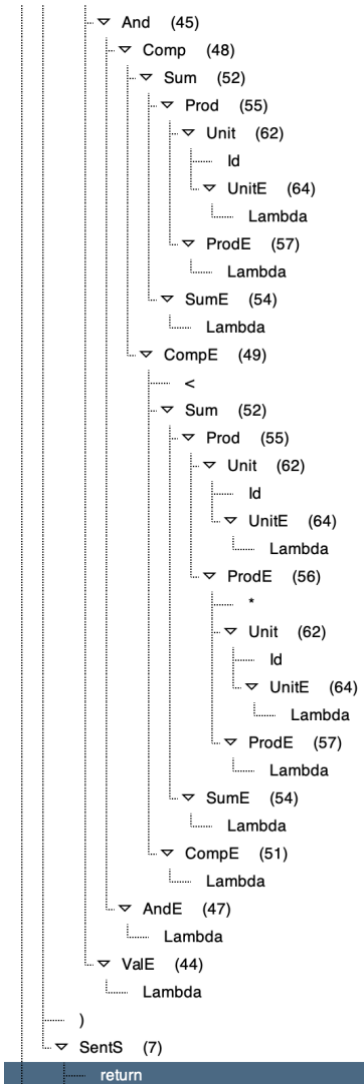 And (45)
Comp (48)
Sum (52)
Prod (55)
Unit (62)
Id
UnitE (64)
Lambda
ProdE (57)
Lambda
SumE (54)
Lambda
CompE (49)
<
Sum (52)
Prod (55)
Unit (62)
Id
UnitE (64)
Lambda
ProdE (56)
*
Unit (62)
Id
UnitE (64)
Lambda
ProdE (57)
Lambda
SumE (54)
Lambda
CompE (51)
Lambda
AndE (47)
Lambda
ValE (44)
Lambda
)
SentS (7)
return